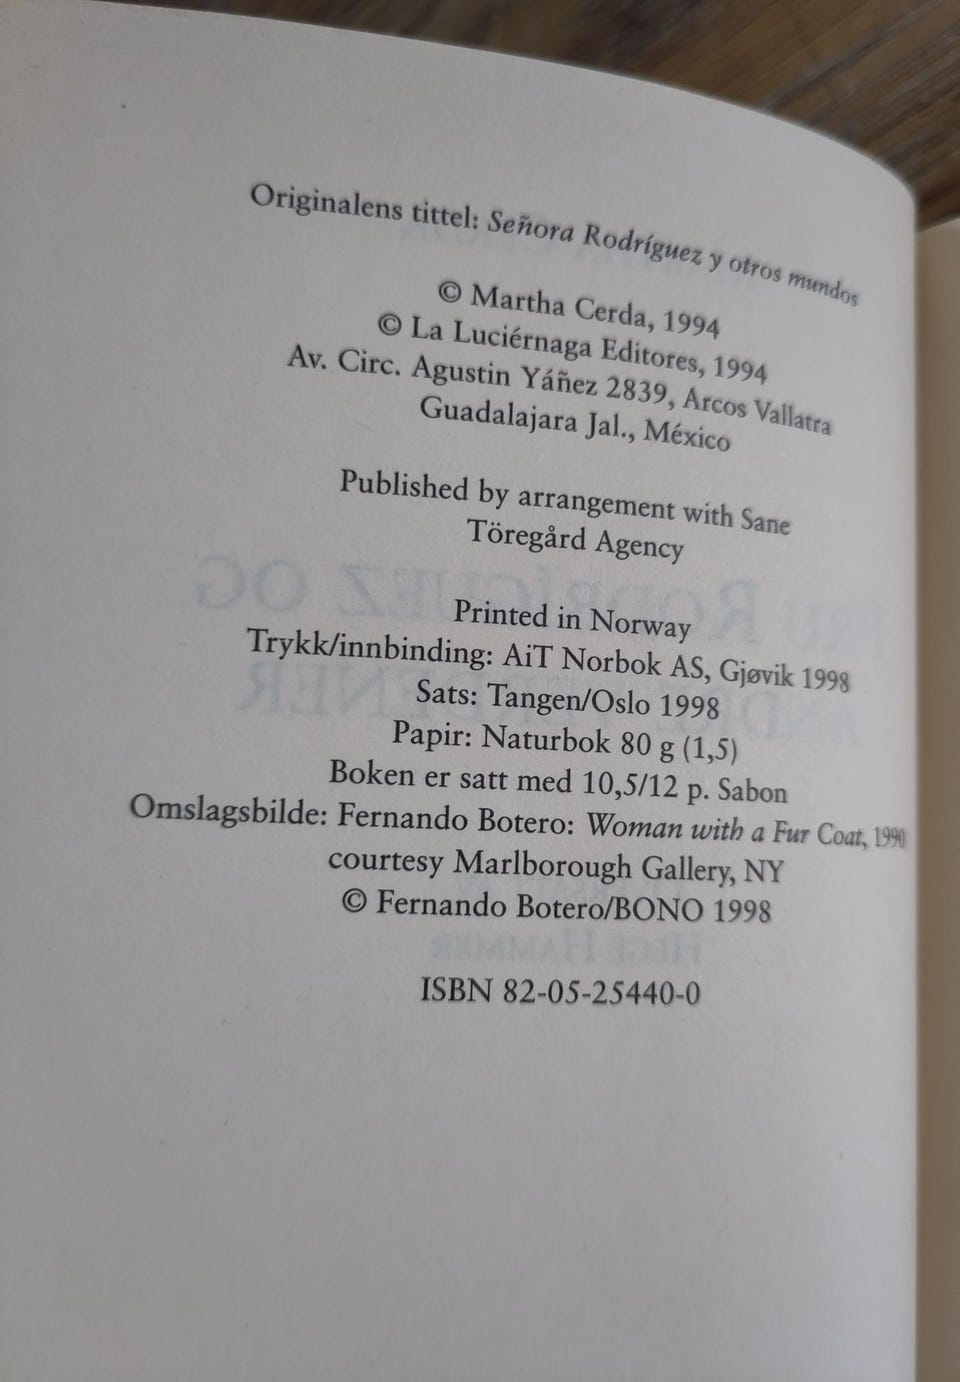 Originalens tittel: Señora Rodríguez y otros mundos
© Martha Cerda, 1994
© La Luciérnaga Editores, 1994
Av. Circ. Agustin Yáñez 2839, Arcos Vallatra
Guadalajara Jal., México
Published by arrangement with Sane
Töregård Agency
Printed in Norway
Trykk/innbinding: AiT Norbok AS, Gjøvik 1998
Sats: Tangen/Oslo 1998
Papir: Naturbok 80 g (1,5)
Boken er satt med 10,5/12 p. Sabon
Omslagsbilde: Fernando Botero: Woman with a Fur Coat, 1990
courtesy Marlborough Gallery, NY
© Fernando Botero/BONO 1998
ISBN 82-05-25440-0